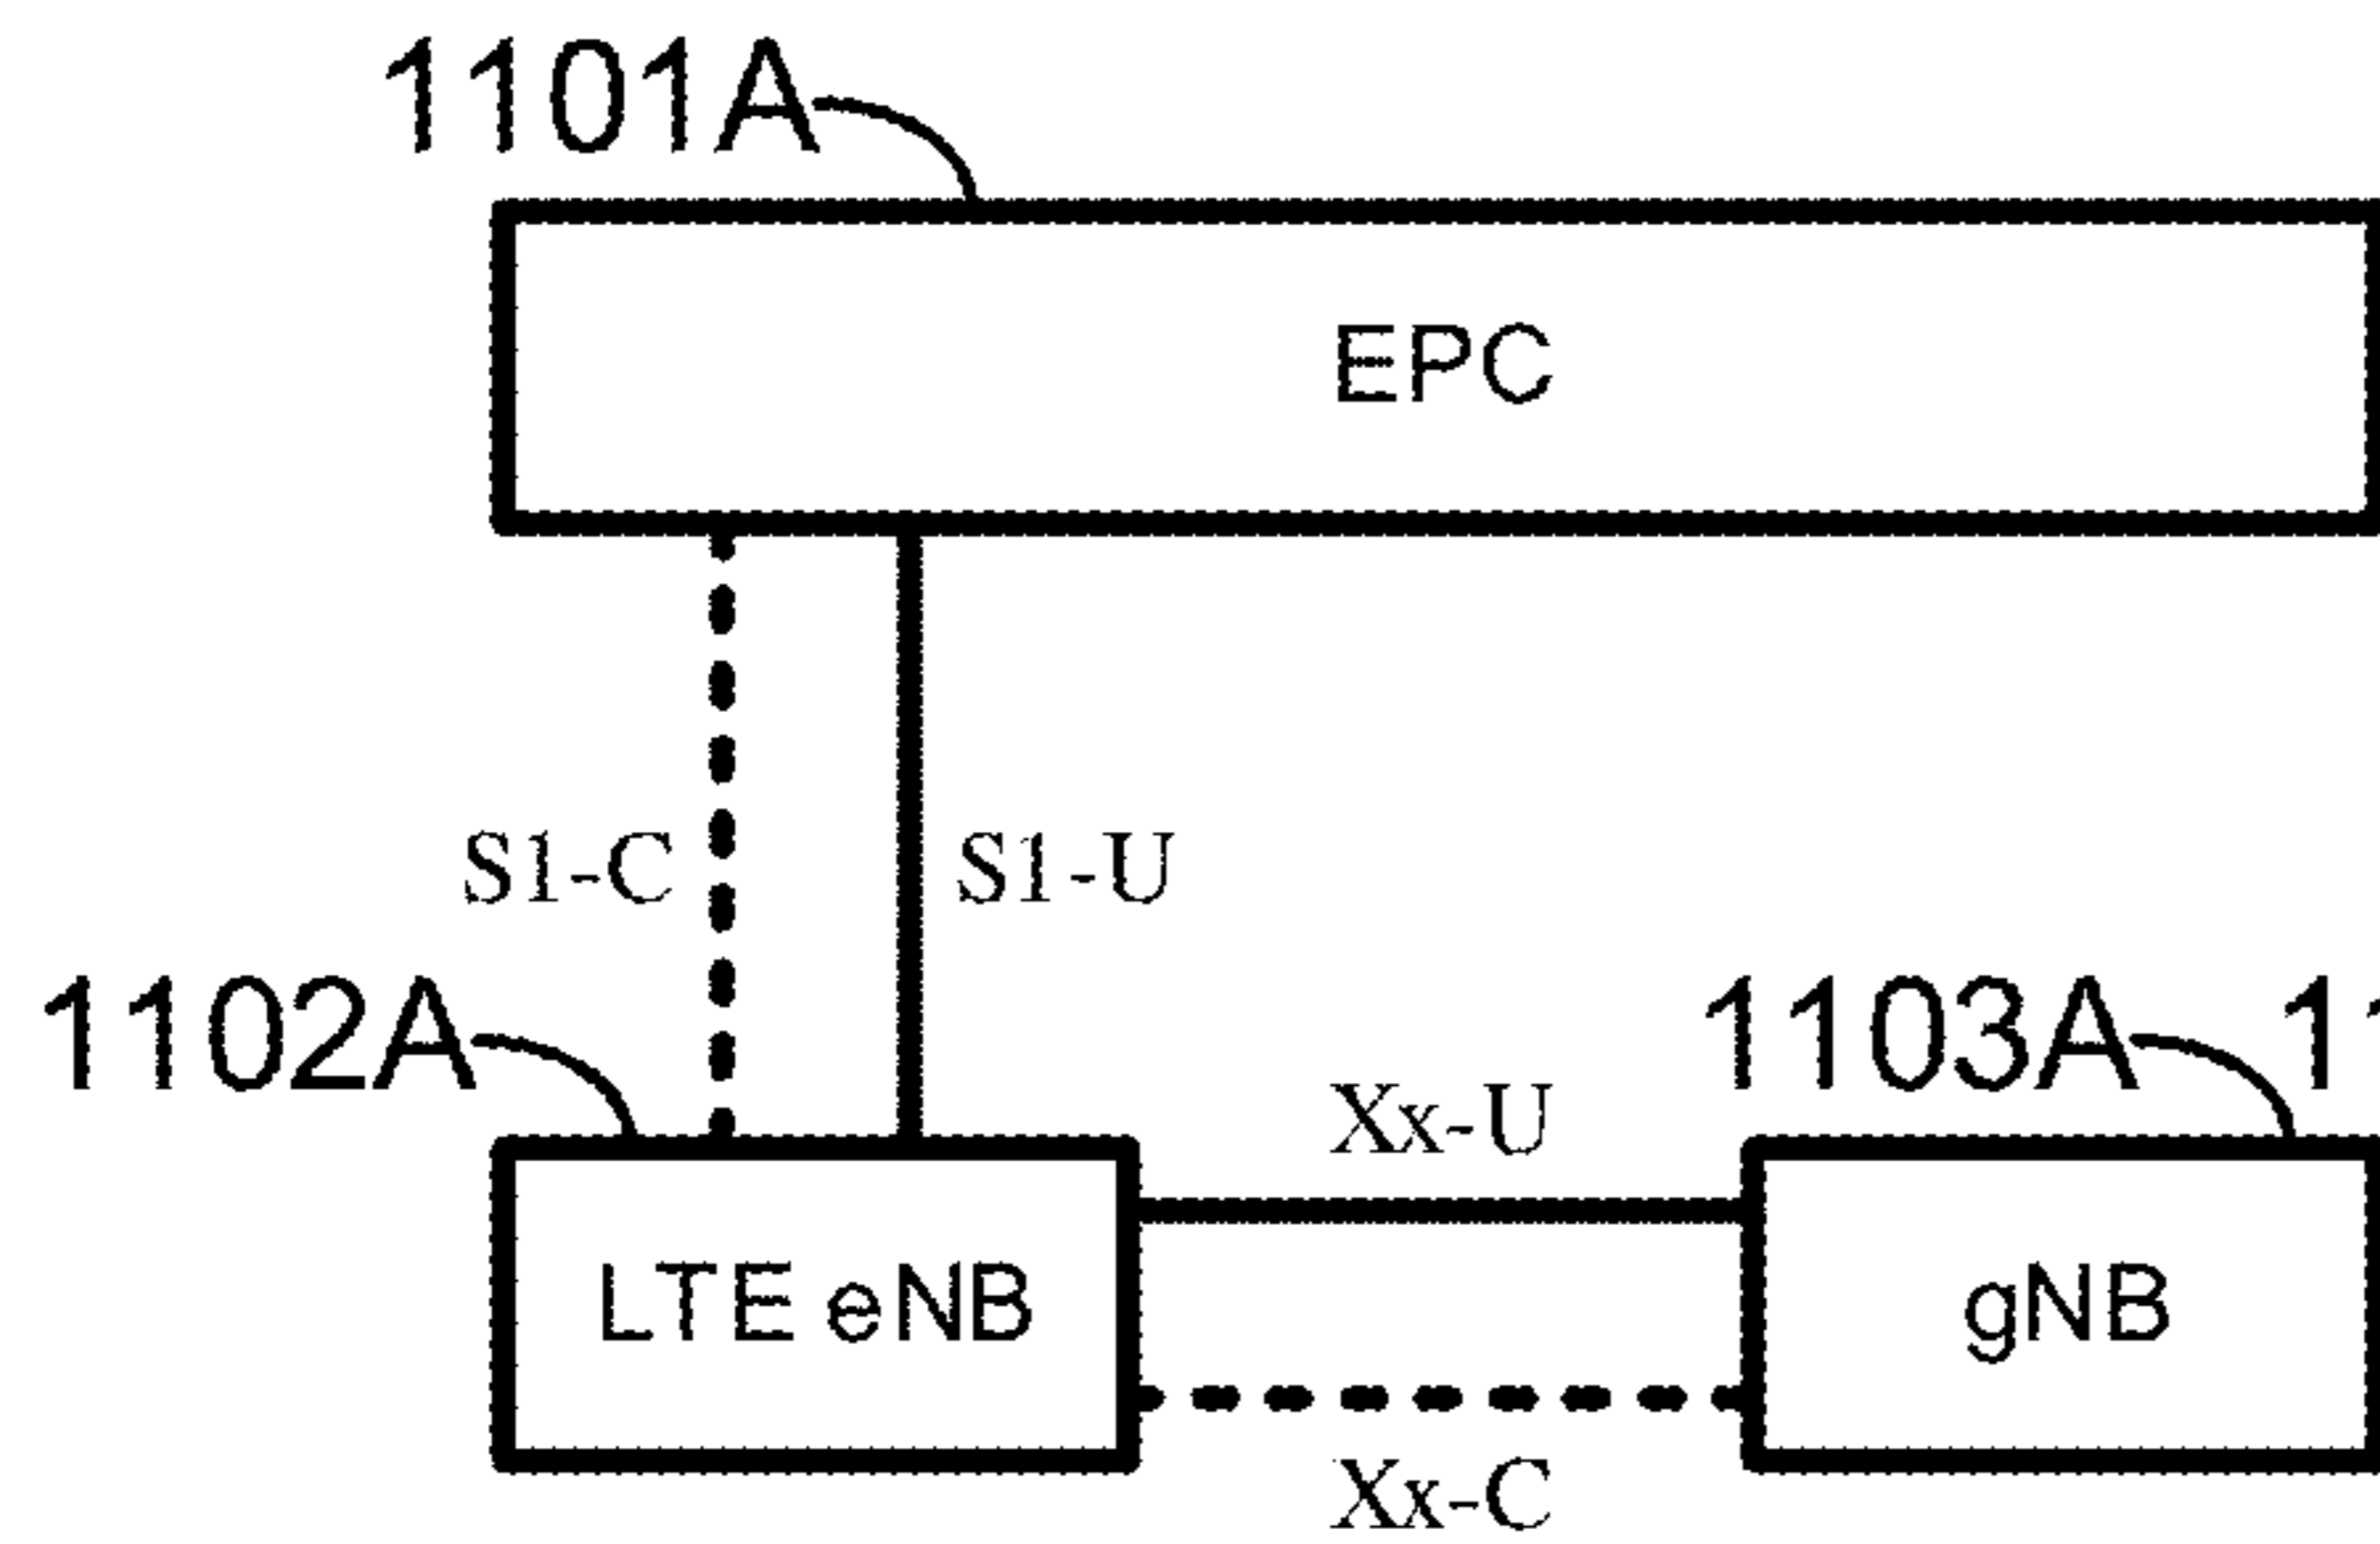 1101A
EPC
S1-C S1-U
1102A 1103A
Xx-U
LTE eNB gNB
Xx-C